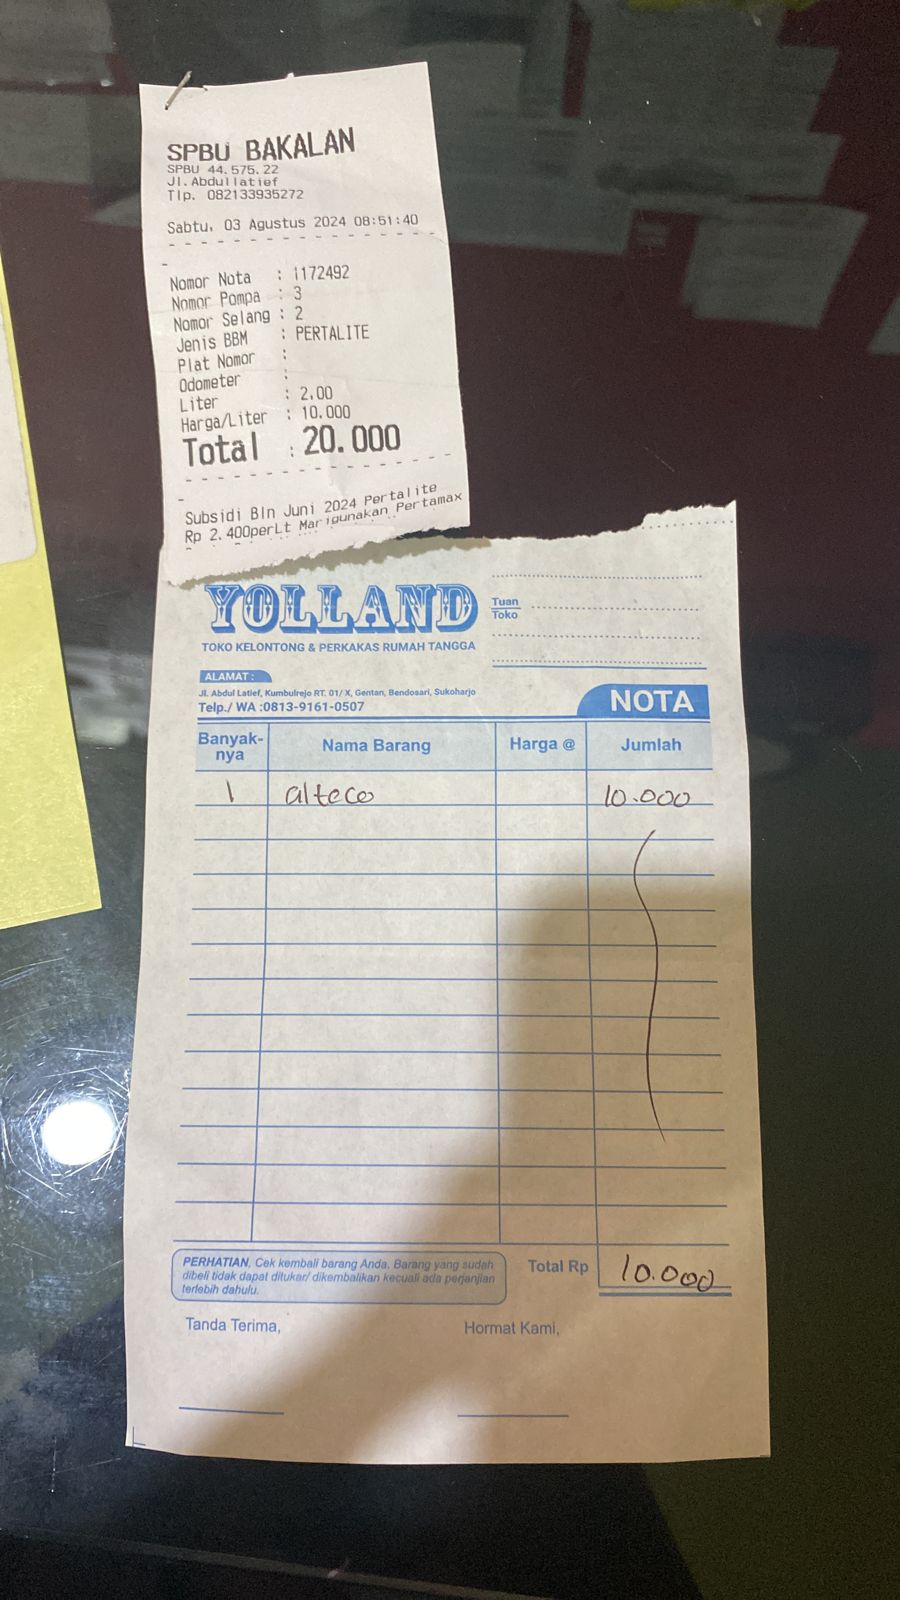 SPBU BAKALAN
SPBU 44.575.22
Jl.Abdullatief
Tlp. 082133935272
Sabtu, 03 Agustus 2024 08:51:40
Nomor Nota : 1172492
Nomor Pompa : 3
Nomor Selang : 2
Jenis BBM : PERTALITE
Plat Nomor :
Odometer :
Liter : 2.00
Harga/Liter : 10.000
Total : 20.000
Subsidi Bln Juni 2024 Pertalite
Rp 2.400perLt Marigunakan Pertamax
YOLLAND
TOKO KELONTONG & PERKAKAS RUMAH TANGGA
Tuan
Toko
ALAMAT :
Jl. Abdul Latief, Kumbulrejo RT. 01/ X, Gentan, Bendosari, Sukoharjo
Telp./ WA :0813-9161-0507
NOTA
Banyak-nya Nama Barang Harga @ Jumlah
1 alteco 10.000
PERHATIAN, Cek kembali barang Anda. Barang yang sudah
dibeli tidak dapat ditukar/ dikembalikan kecuali ada perjanjian
terlebih dahulu.
Total Rp 10.000
Tanda Terima, Hormat Kami,